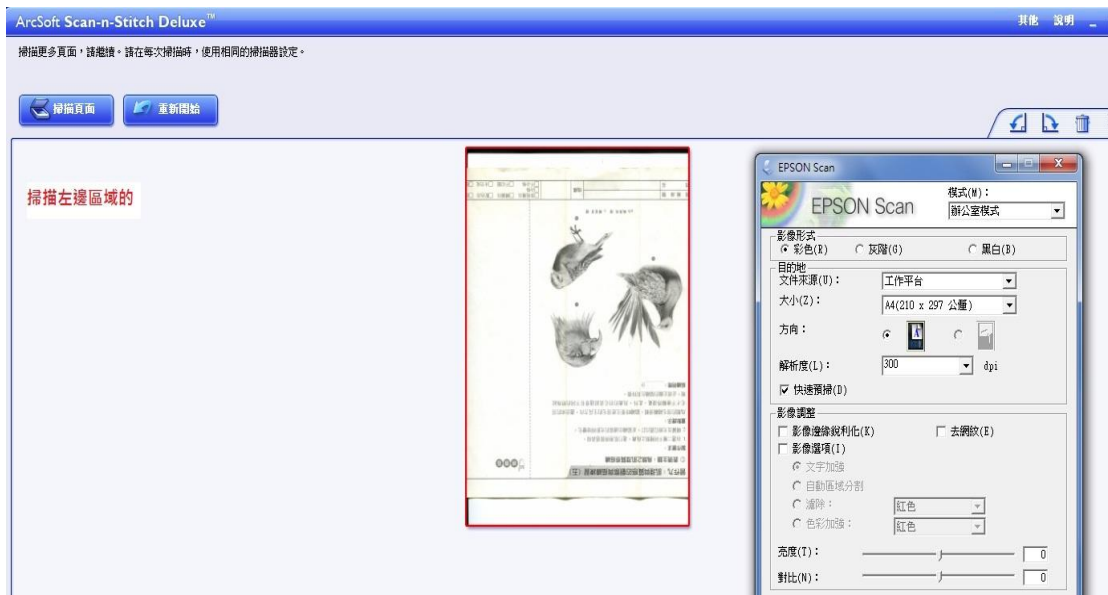 ArcSoft Scan-n-Stitch Deluxe™
其他 說明
掃描更多頁面，請繼續。請在每次掃描時，使用相同的掃描器設定。
掃描頁面 重新開始
掃描左邊區域的
EPSON Scan
EPSON Scan
模式(M)：
辦公室模式
影像形式
彩色(R) 灰階(G) 黑白(B)
目的地
文件來源(U)： 工作平台
大小(Z)： A4(210 x 297 公釐)
方向：
解析度(L)： 300 dpi
快速預掃(D)
影像調整
影像邊緣銳利化(K) 去網紋(E)
影像選項(I)
文字加強
自動區域分割
濾除： 紅色
色彩加強： 紅色
亮度(T)： 0
對比(N)： 0